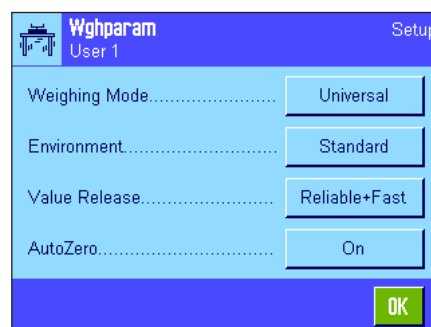 Wghparam
Setup
User 1
Weighing Mode....................... Universal
Environment............................ Standard
Value Release........................ Reliable+Fast
AutoZero................................ On
OK